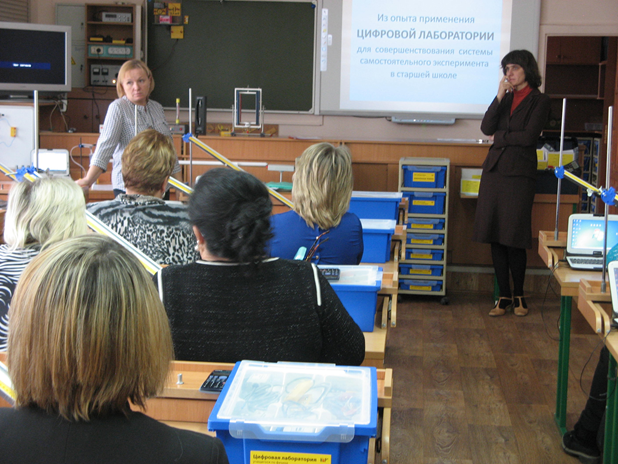 Из опыта применения
ЦИФРОВОЙ ЛАБОРАТОРИИ
для совершенствования системы
самостоятельного эксперимента
в старшей школе
Цифровая лаборатория